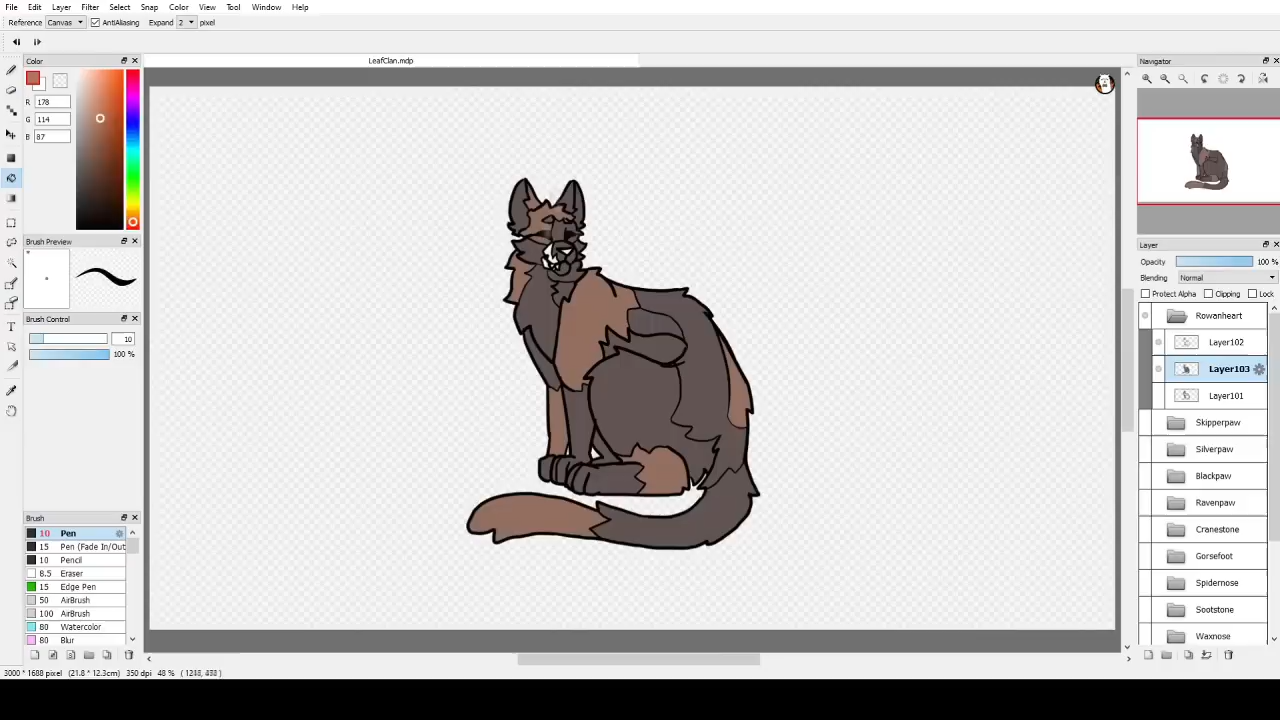 File Edit Layer Filter Select Snap Color View Tool Window Help
Reference Canvas AntiAliasing Expand 2 pixel
LeafClan.mdp
Color
R 178
G 114
B 87
Brush Preview
Brush Control
10
100 %
Brush
10 Pen
15 Pen (Fade In/Out
10 Pencil
8.5 Eraser
15 Edge Pen
50 AirBrush
100 AirBrush
80 Watercolor
80 Blur
3000 * 1688 pixel (21.8 * 12.3cm) 350 dpi 48 %
Navigator
Layer
Opacity 100 %
Blending Normal
Protect Alpha Clipping Lock
Rowanheart
Layer102
Layer103
Layer101
Skipperpaw
Silverpaw
Blackpaw
Ravenpaw
Cranestone
Gorsefoot
Spidernose
Sootstone
Waxnose